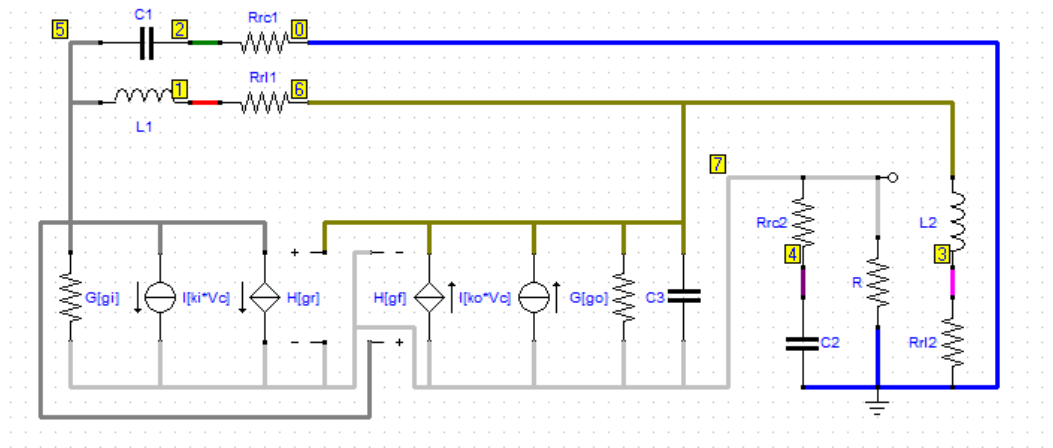 C1
5 2 Rrc1 0
1 Rrl1 6
L1
7
Rrc2 L2
4 3
G[gi] I[ki*Vc] H[gr] + - H[gf] I[ko*Vc] G[go] C3 R
- + C2 Rrl2